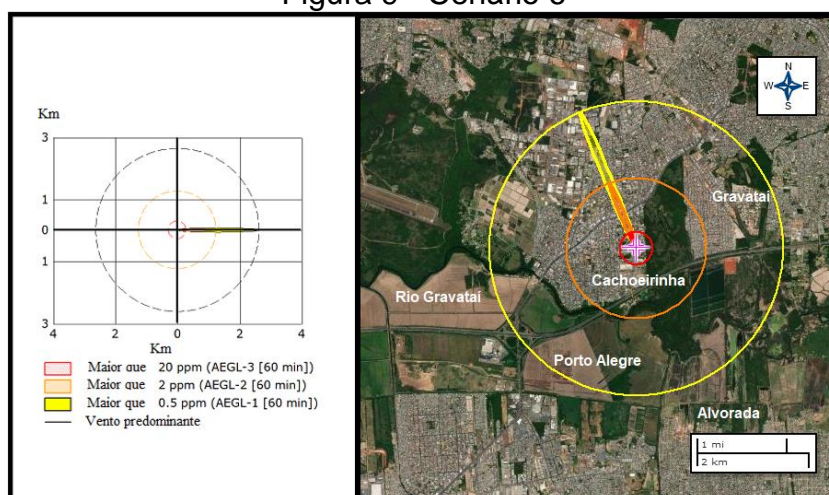 Figura 6 - Cenário 6
Km
3
1
0
1
3
4 2 0 2 4
Km
Maior que 20 ppm (AEGL-3 [60 min])
Maior que 2 ppm (AEGL-2 [60 min])
Maior que 0.5 ppm (AEGL-1 [60 min])
Vento predominante
N
W E
S
Gravataí
Cachoeirinha
Rio Gravataí
Porto Alegre
Alvorada
1 mi
2 km